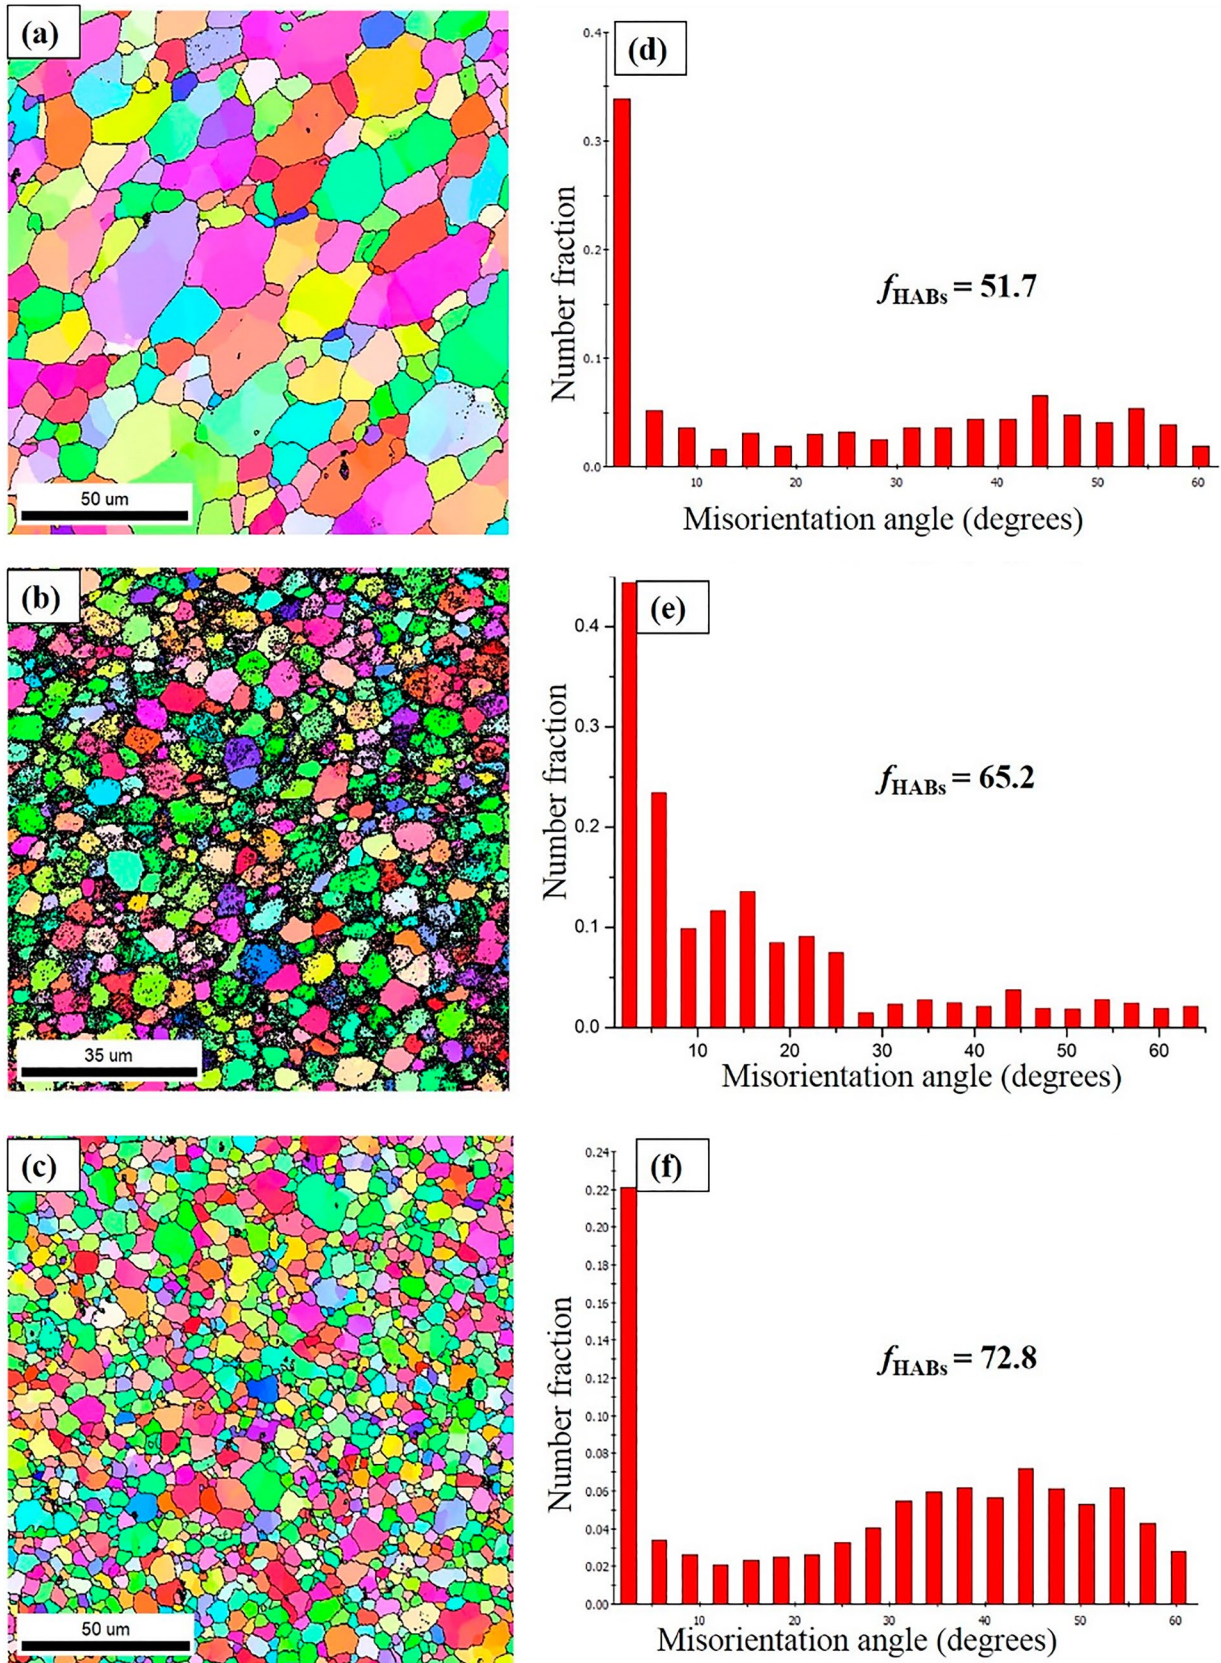 (a)
50 um
(d)
0.4
0.3
0.2
0.1
0.0
Number fraction
fHABs = 51.7
10 20 30 40 50 60
Misorientation angle (degrees)
(b)
35 um
(e)
0.4
0.3
0.2
0.1
0.0
Number fraction
fHABs = 65.2
10 20 30 40 50 60
Misorientation angle (degrees)
(c)
50 um
(f)
0.24
0.22
0.20
0.18
0.16
0.14
0.12
0.10
0.08
0.06
0.04
0.02
0.00
Number fraction
fHABs = 72.8
10 20 30 40 50 60
Misorientation angle (degrees)